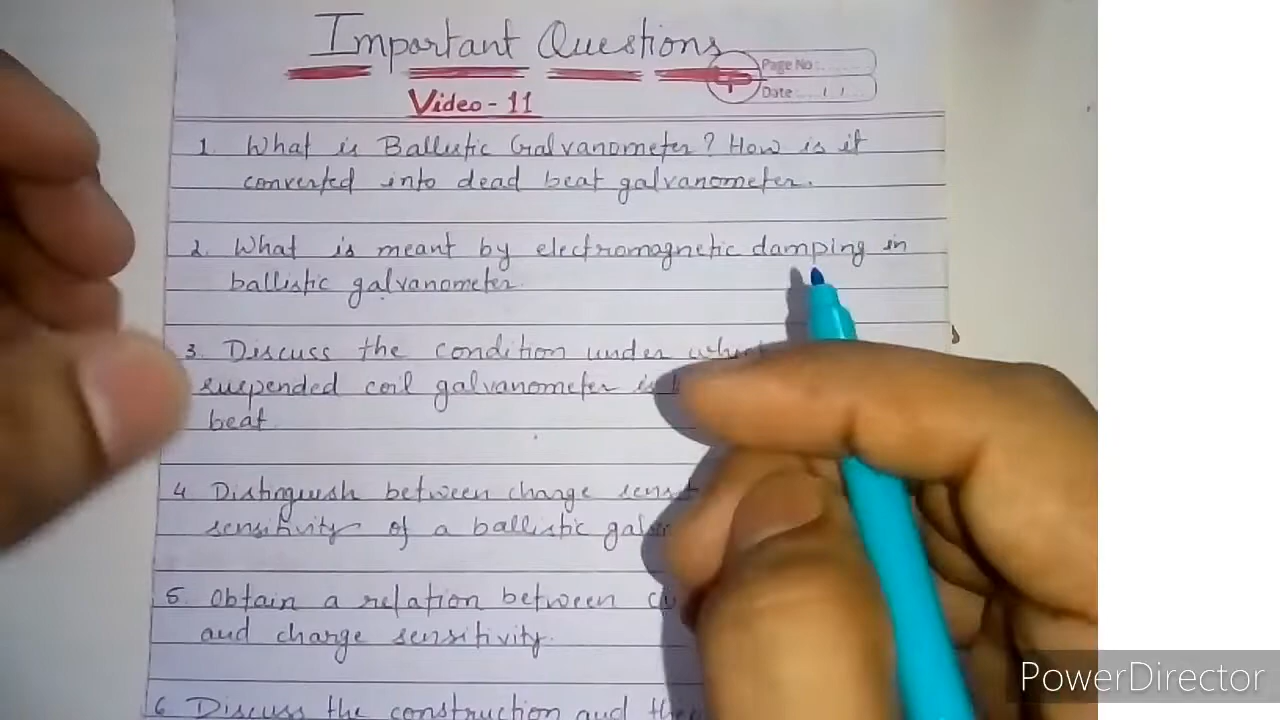 Important Questions
Page No :
Date :
Video - 11
1. What is Ballistic Galvanometer? How is it
converted into dead beat galvanometer.
2. What is meant by electromagnetic damping in
ballistic galvanometer.
3. Discuss the condition under
suspended coil galvanometer is
beat
4 Distinguish between charge
sensitivity of a ballistic
5. Obtain a relation between
and charge sensitivity.
6 Discuss the construction and
PowerDirector